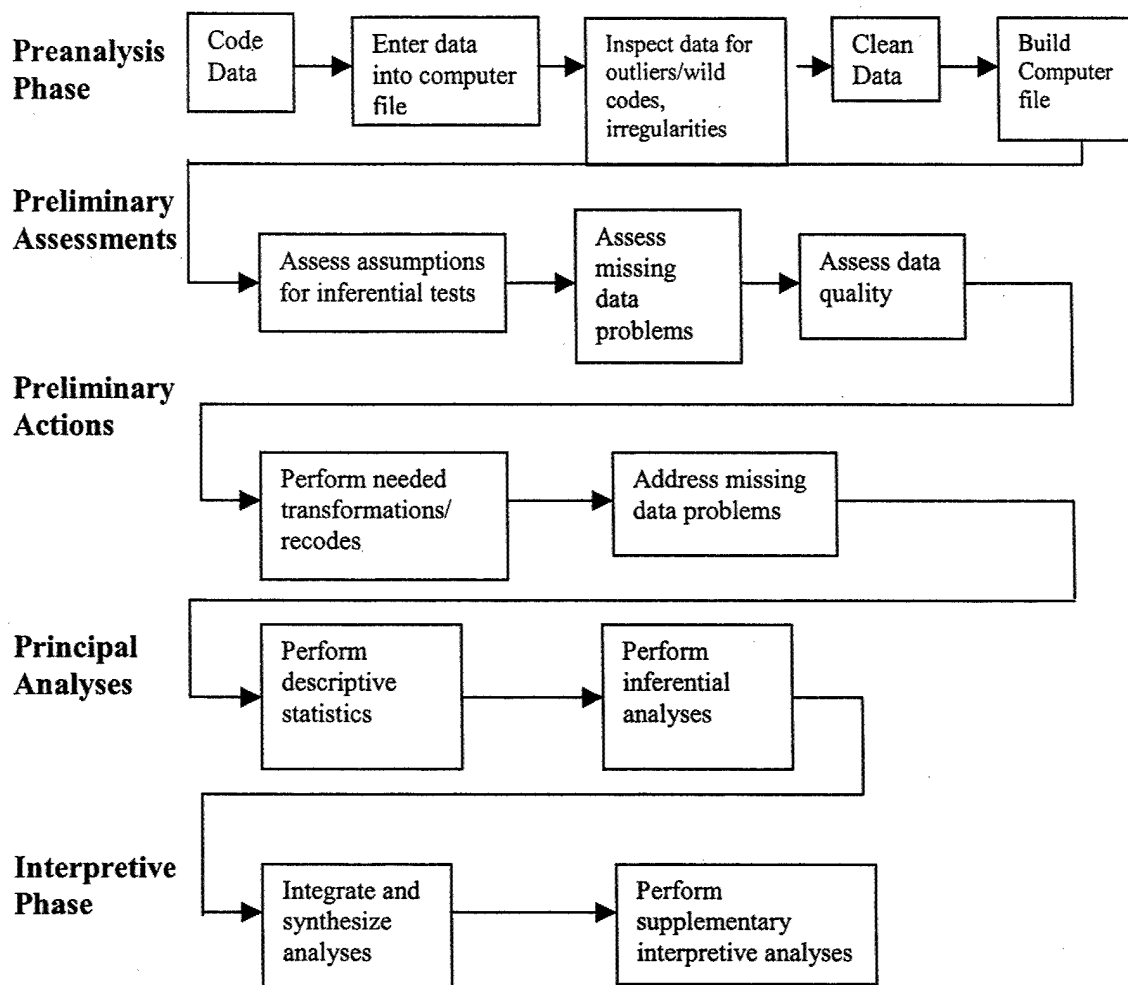 Preanalysis
Phase
Code
Data
Enter data
into computer
file
Inspect data for
outliers/wild
codes,
irregularities
Clean
Data
Build
Computer
file
Preliminary
Assessments
Assess assumptions
for inferential tests
Assess
missing
data
problems
Assess data
quality
Preliminary
Actions
Perform needed
transformations/
recodes
Address missing
data problems
Principal
Analyses
Perform
descriptive
statistics
Perform
inferential
analyses
Interpretive
Phase
Integrate and
synthesize
analyses
Perform
supplementary
interpretive analyses